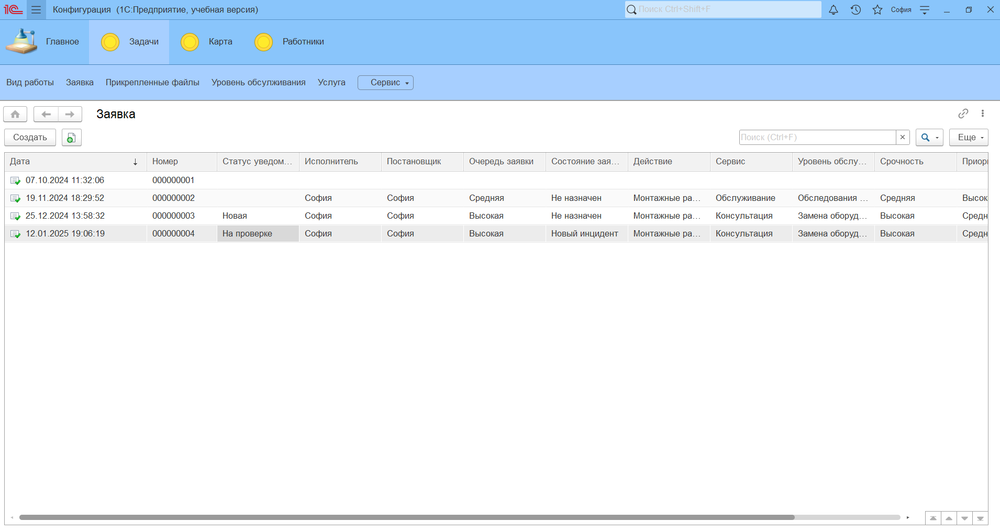 1С Конфигурация (1С:Предприятие, учебная версия) Поиск Ctrl+Shift+F София
Главное Задачи Карта Работники
Вид работы Заявка Прикрепленные файлы Уровень обсулживания Услуга Сервис
Заявка
Создать Поиск (Ctrl+F) Еще
Дата Номер Статус уведом... Исполнитель Постановщик Очередь заявки Состояние зая... Действие Сервис Уровень обслу... Срочность Приори
07.10.2024 11:32:06 000000001
19.11.2024 18:29:52 000000002 София София Средняя Не назначен Монтажные ра... Обслуживание Обследования ... Средняя Высок
25.12.2024 13:58:32 000000003 Новая София София Высокая Не назначен Монтажные ра... Консультация Замена оборуд... Высокая Средн
12.01.2025 19:06:19 000000004 На проверке София София Высокая Новый инцидент Монтажные ра... Консультация Замена оборуд... Высокая Средн